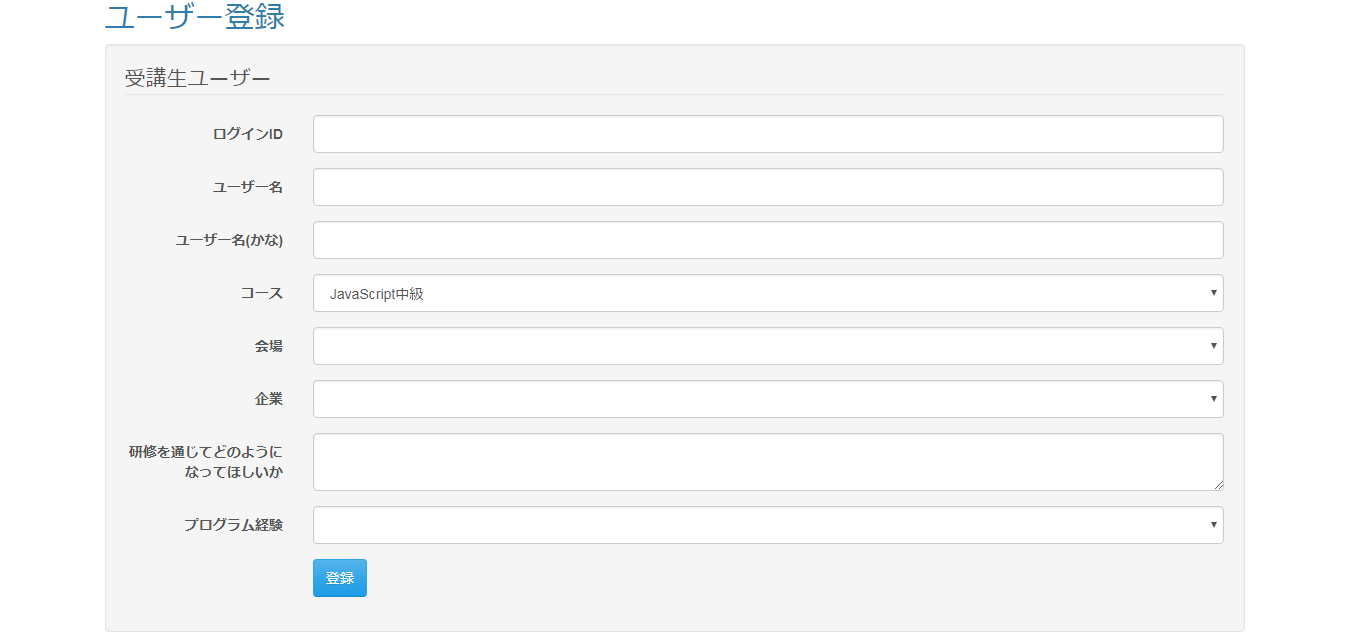 ユーザー登録
受講生ユーザー
ログインID
ユーザー名
ユーザー名(かな)
コース
JavaScript中級
会場
企業
研修を通じてどのように
なってほしいか
プログラム経験
登録